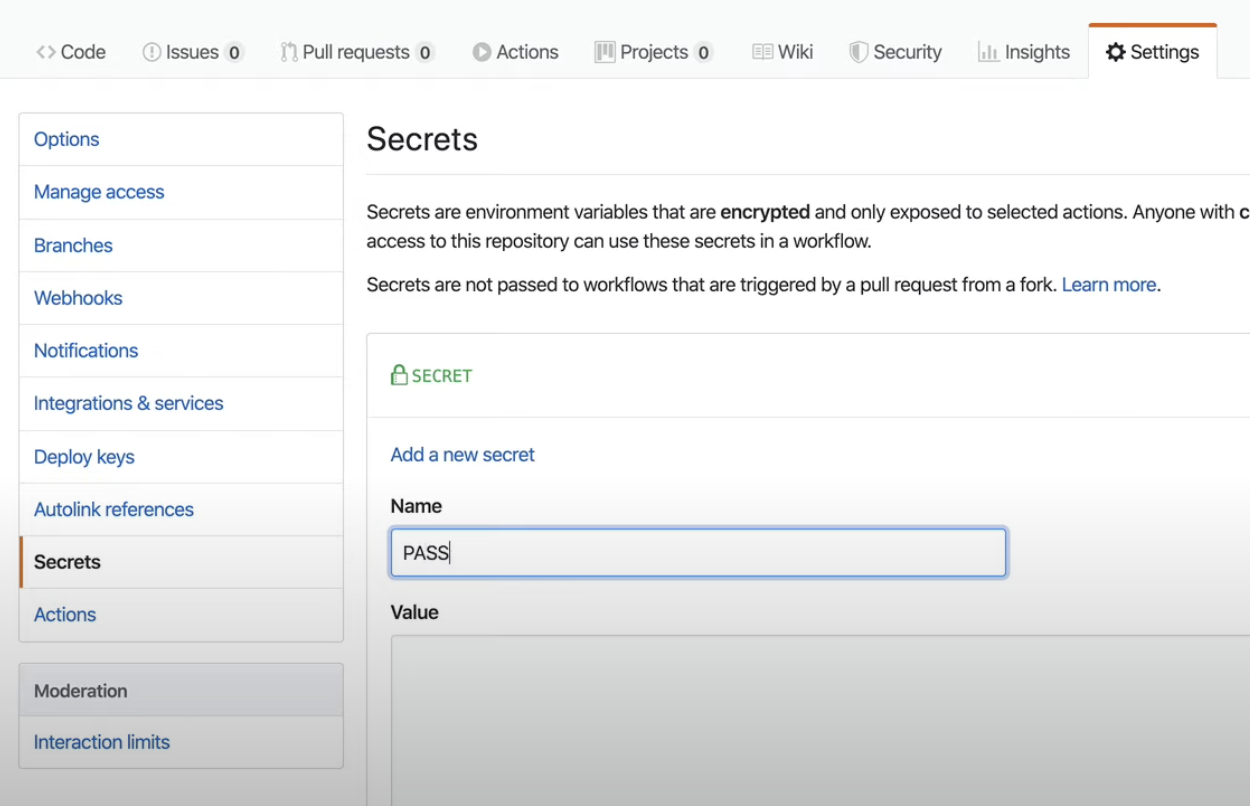 Code Issues 0 Pull requests 0 Actions Projects 0 Wiki Security Insights Settings
Options
Manage access
Branches
Webhooks
Notifications
Integrations & services
Deploy keys
Autolink references
Secrets
Actions
Moderation
Interaction limits
Secrets
Secrets are environment variables that are encrypted and only exposed to selected actions. Anyone with c
access to this repository can use these secrets in a workflow.
Secrets are not passed to workflows that are triggered by a pull request from a fork. Learn more.
SECRET
Add a new secret
Name
PASS
Value